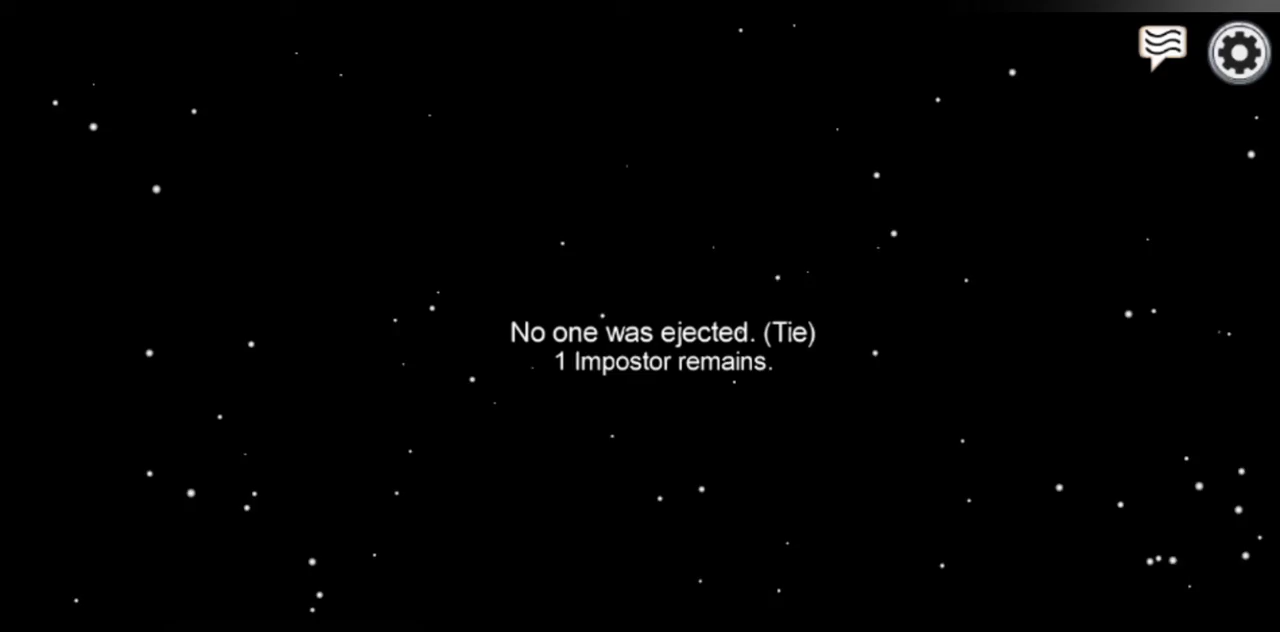 No one was ejected. (Tie)
1 Impostor remains.